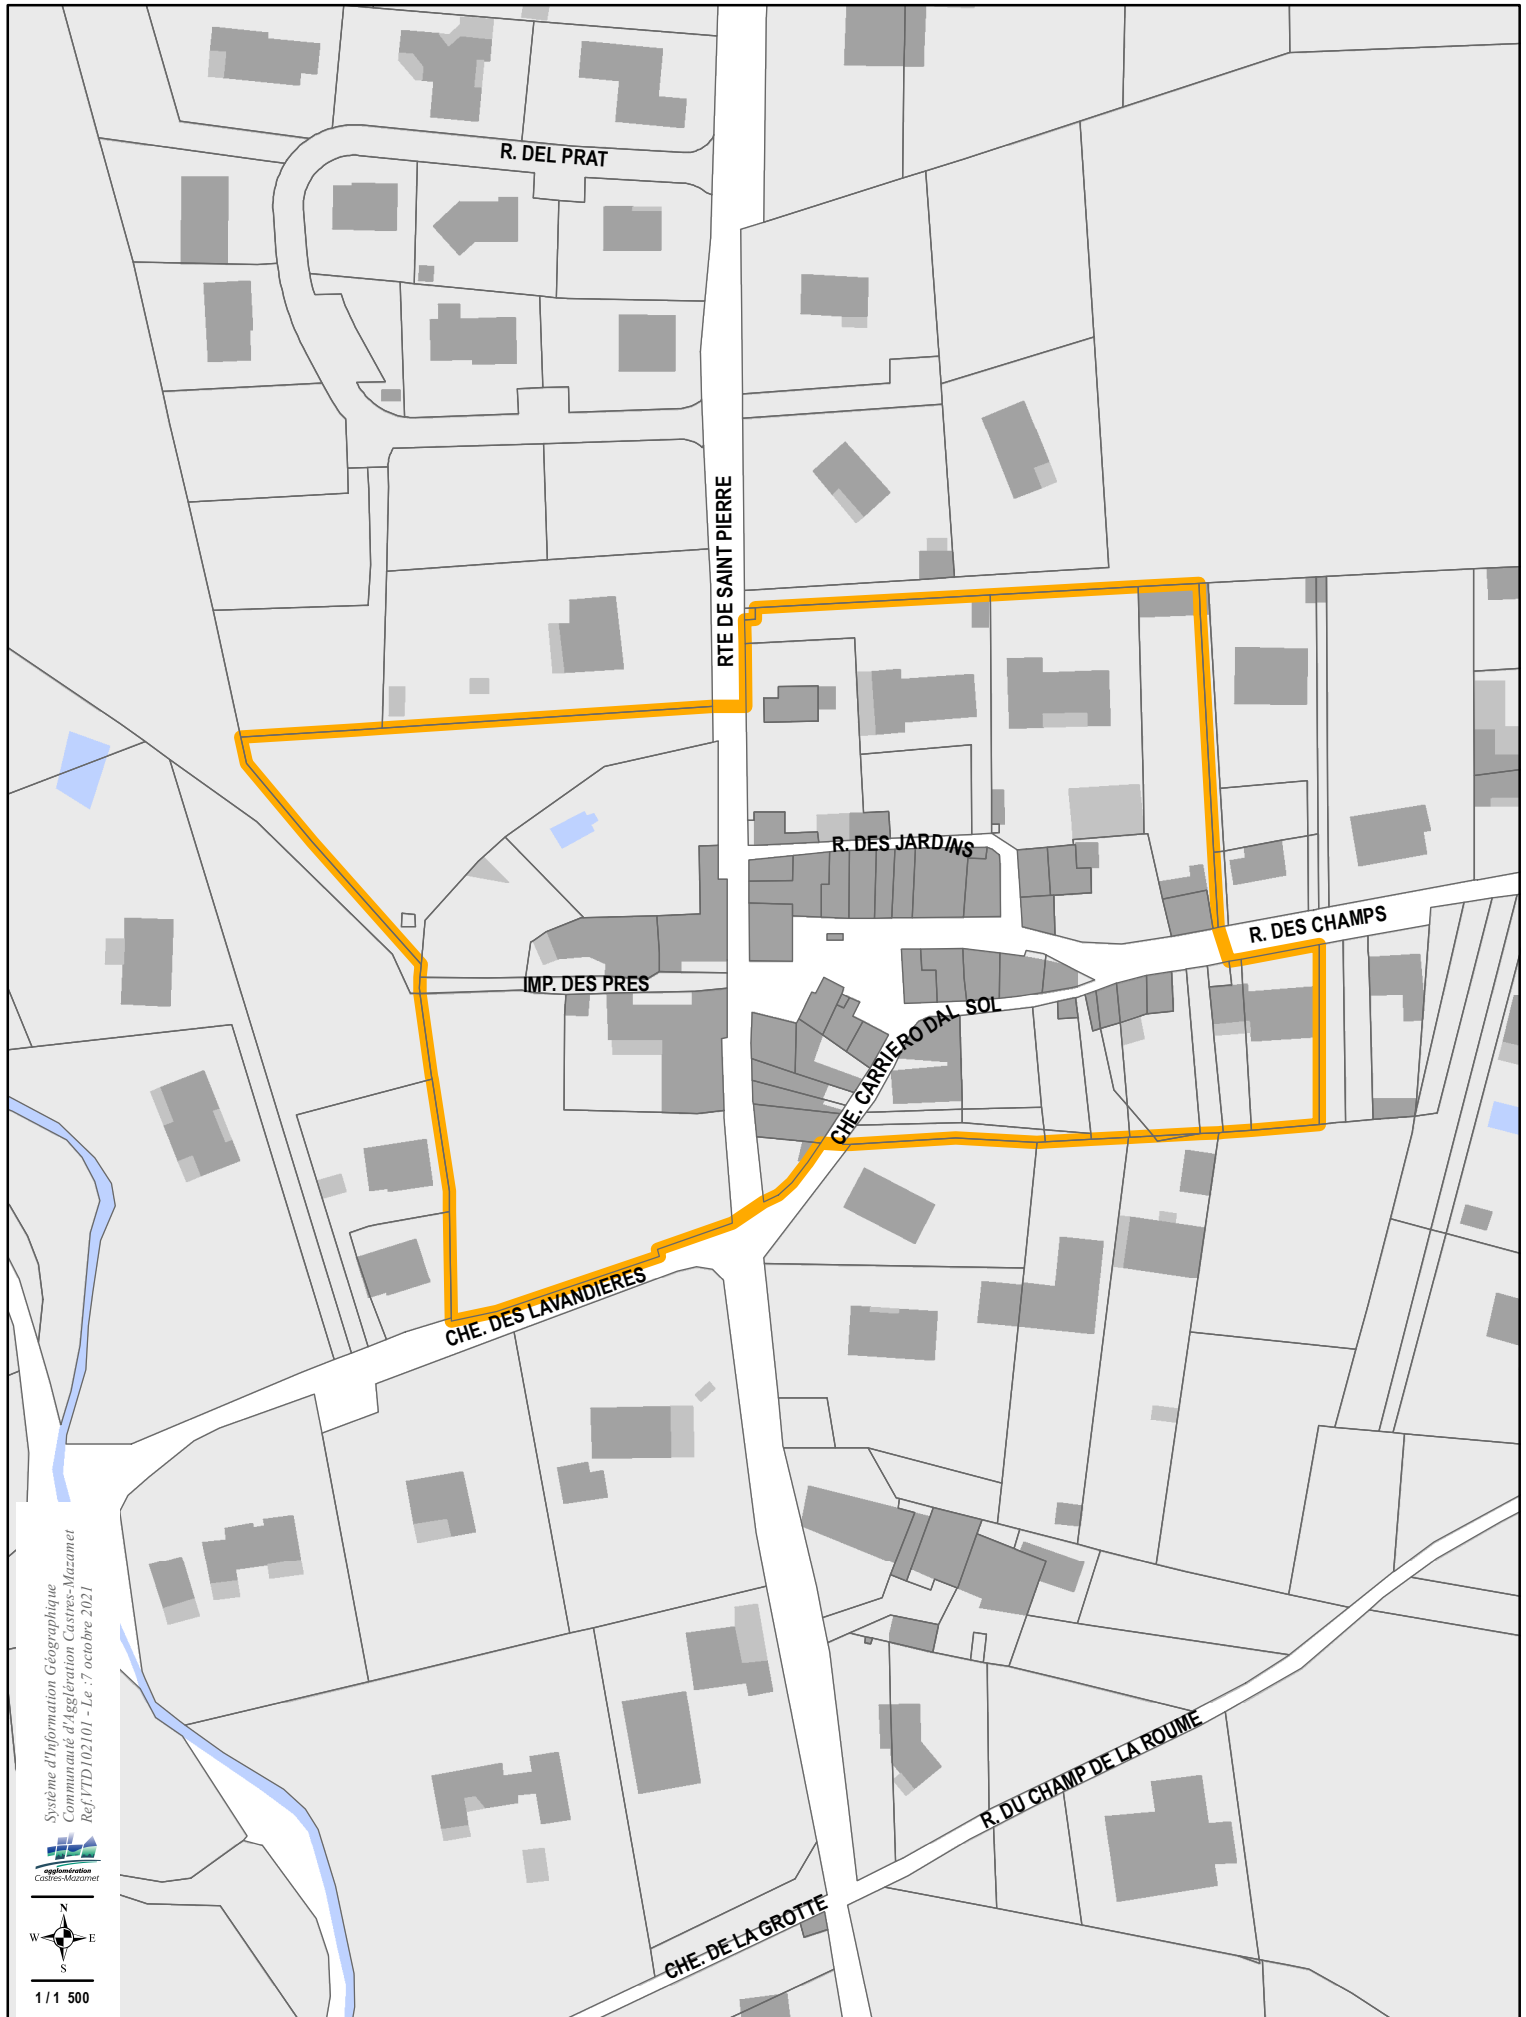 R. DEL PRAT
RTE DE SAINT PIERRE
R. DES JARDINS
R. DES CHAMPS
IMP. DES PRES
CHE. CARRIERO DAL SOL
CHE. DES LAVANDIERES
R. DU CHAMP DE LA ROUME
CHE. DE LA GROTTE
Système d'Information Géographique
Communauté d'Agglération Castres-Mazamet
Ref.VTD102101 - Le : 7 octobre 2021
agglomération
Castres-Mazamet
N
W E
S
1 / 1 500